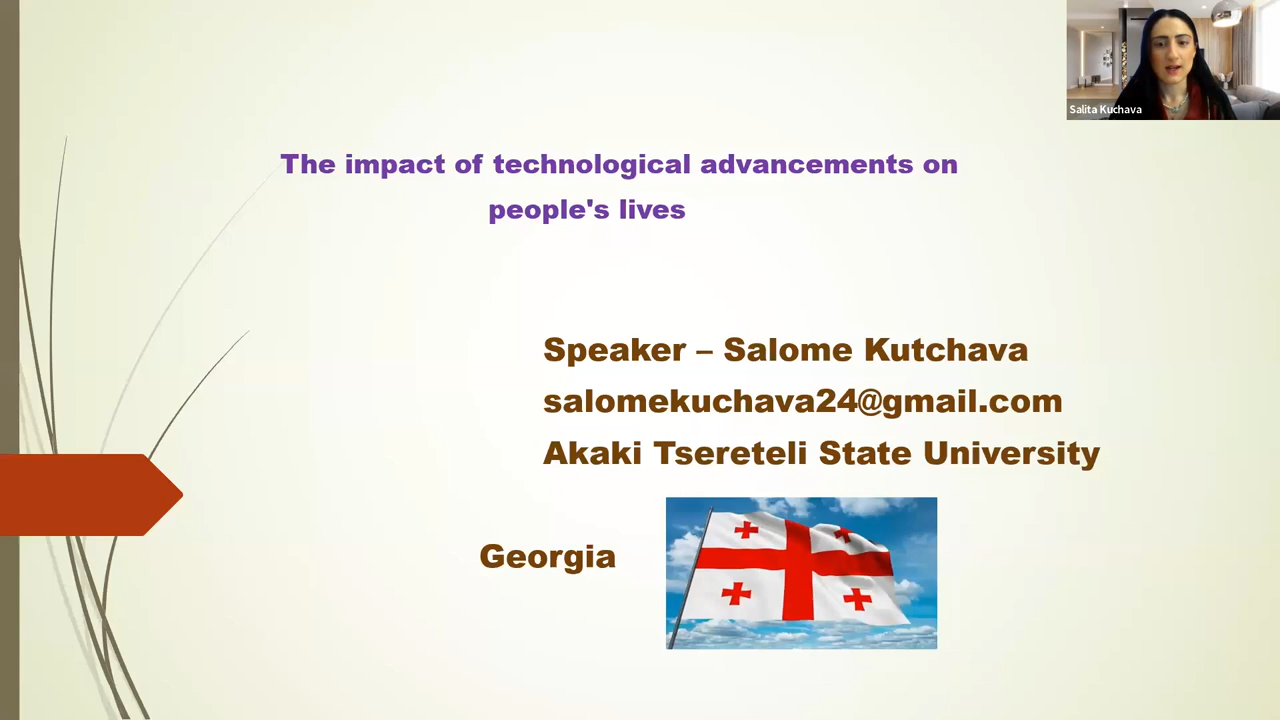 Salita Kuchava
The impact of technological advancements on
people's lives
Speaker – Salome Kutchava
salomekuchava24@gmail.com
Akaki Tsereteli State University
Georgia